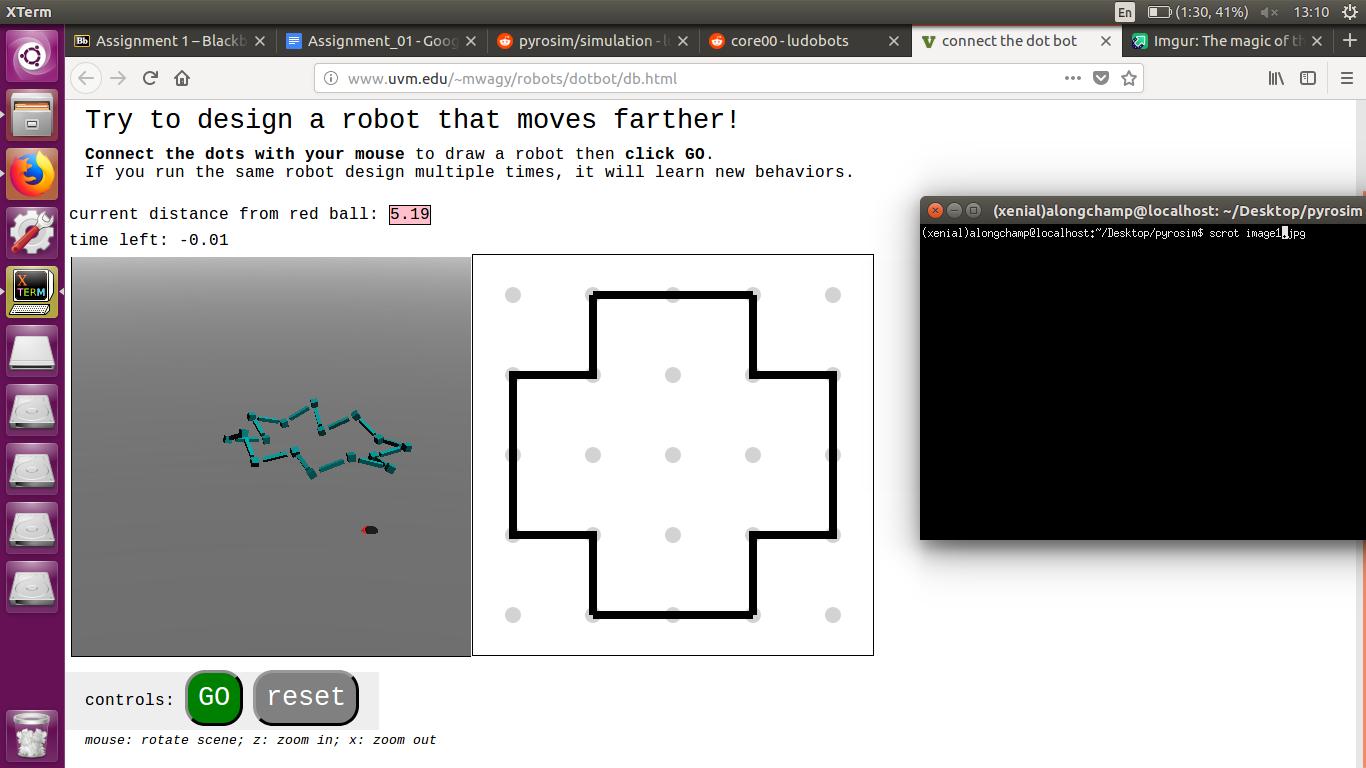 XTerm
En
(1:30, 41%)
13:10
Bb
Assignment 1 – Blackb
Assignment_01 - Goog
pyrosim/simulation - l
core00 - ludobots
connect the dot bot
Imgur: The magic of th
www.uvm.edu/~mwagy/robots/dotbot/db.html
Try to design a robot that moves farther!
Connect the dots with your mouse to draw a robot then click GO.
If you run the same robot design multiple times, it will learn new behaviors.
current distance from red ball: 5.19
time left: -0.01
(xenial)alongchamp@localhost: ~/Desktop/pyrosim
(xenial)alongchamp@localhost:~/Desktop/pyrosim$ scrot image1.jpg
X
TERM
controls: GO reset
mouse: rotate scene; z: zoom in; x: zoom out